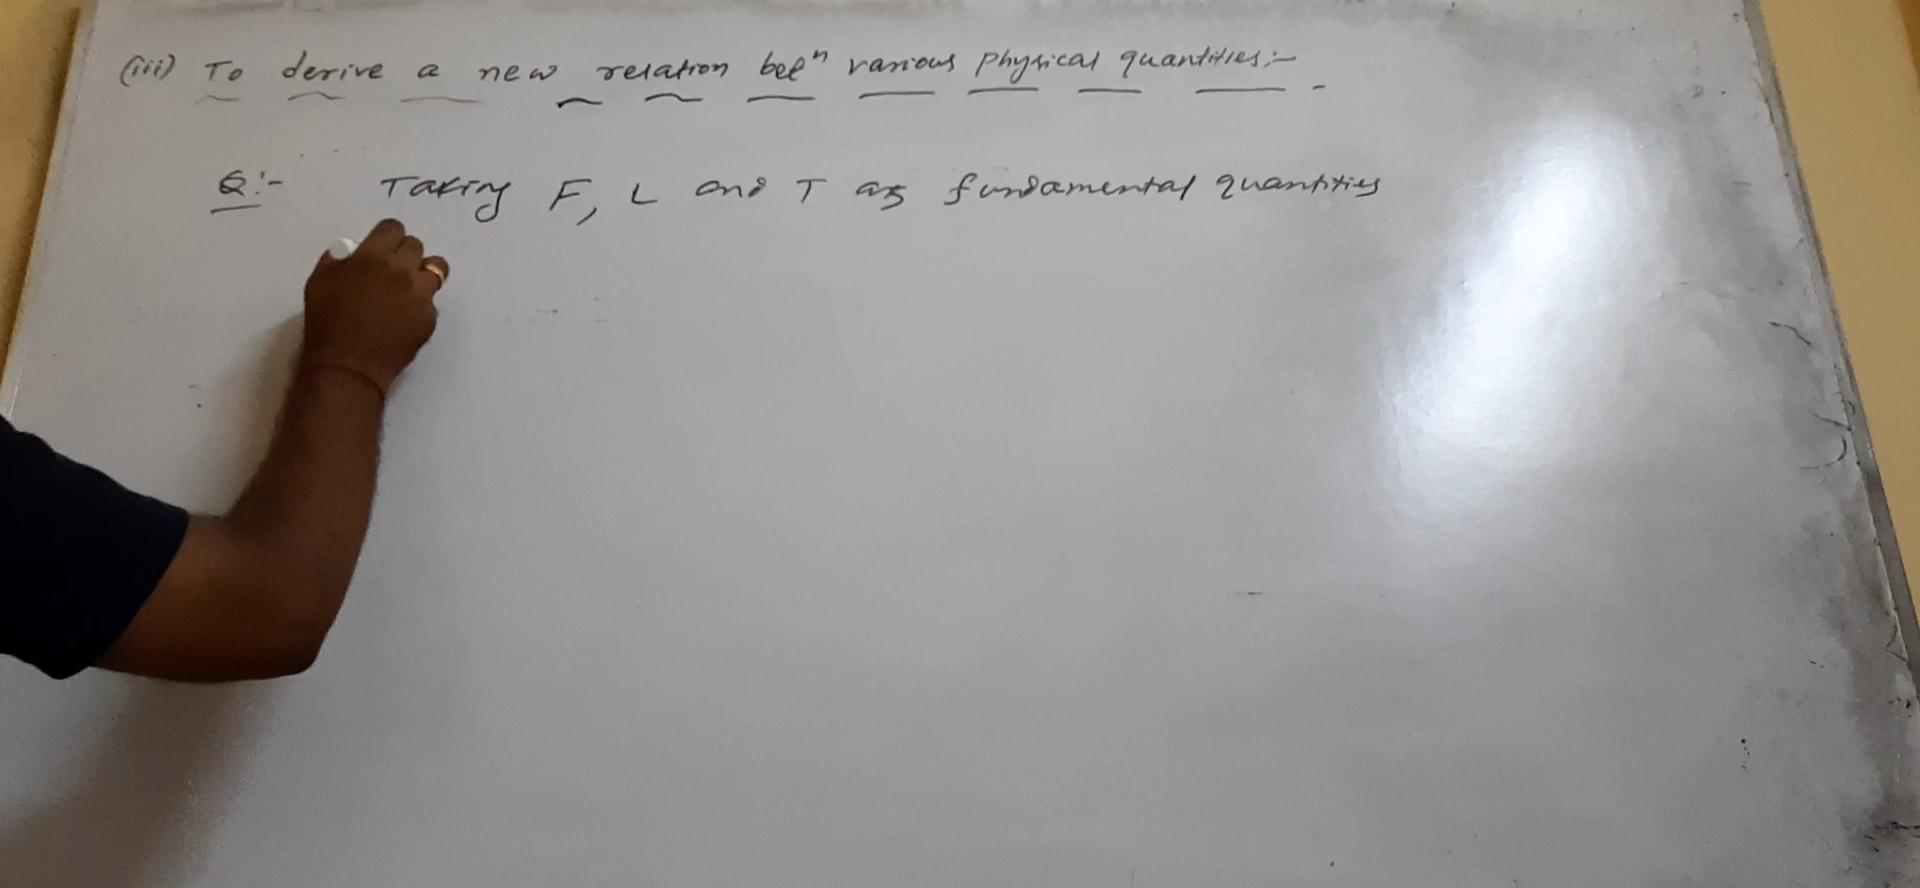 (iii) To derive a new relation betⁿ various physical quantities:-
Q:- Taking F, L and T as fundamental quantities